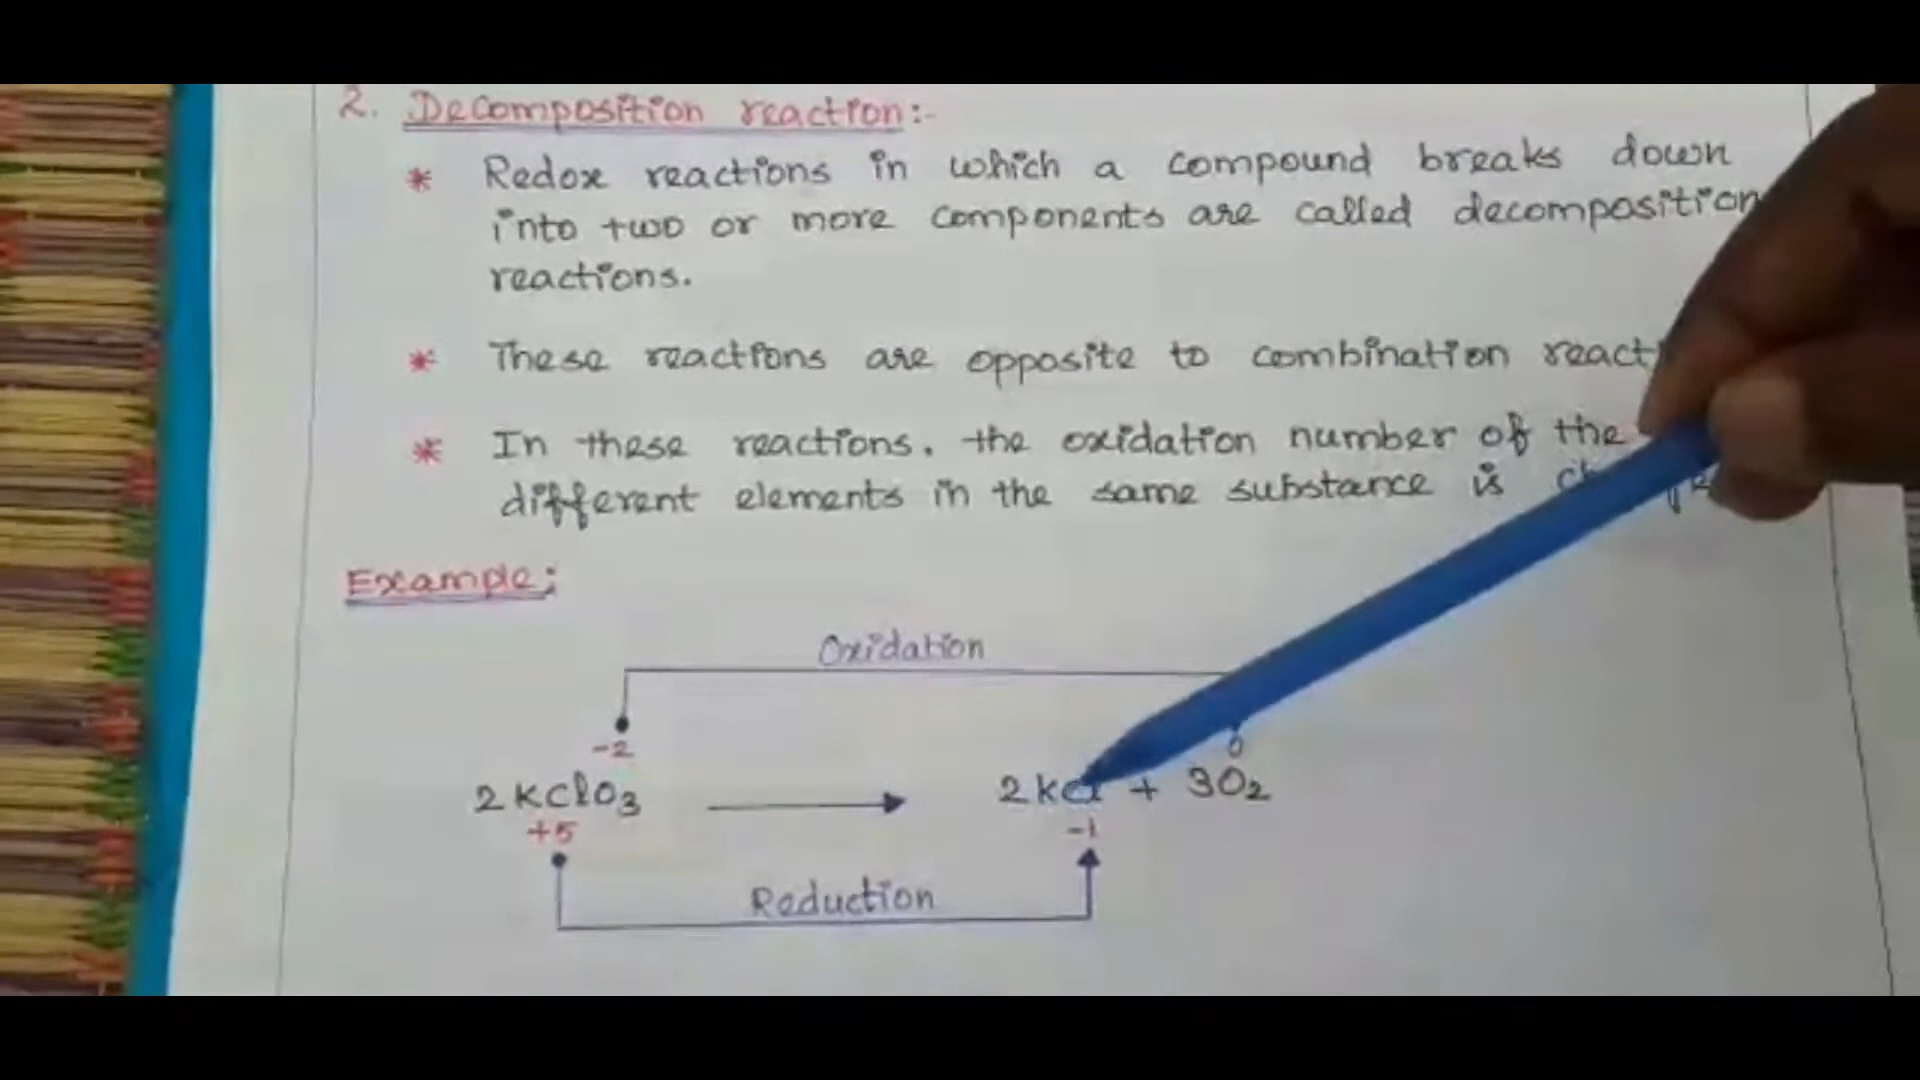 2. Decomposition reaction:-
* Redox reactions in which a compound breaks down
into two or more components are called decomposition
reactions.
* These reactions are opposite to combination react
* In these reactions. the oxidation number of the
different elements in the same substance is
Example:
Oxidation
-2 0
2KClO3 → 2kCl + 3O2
+5 -1
Reduction